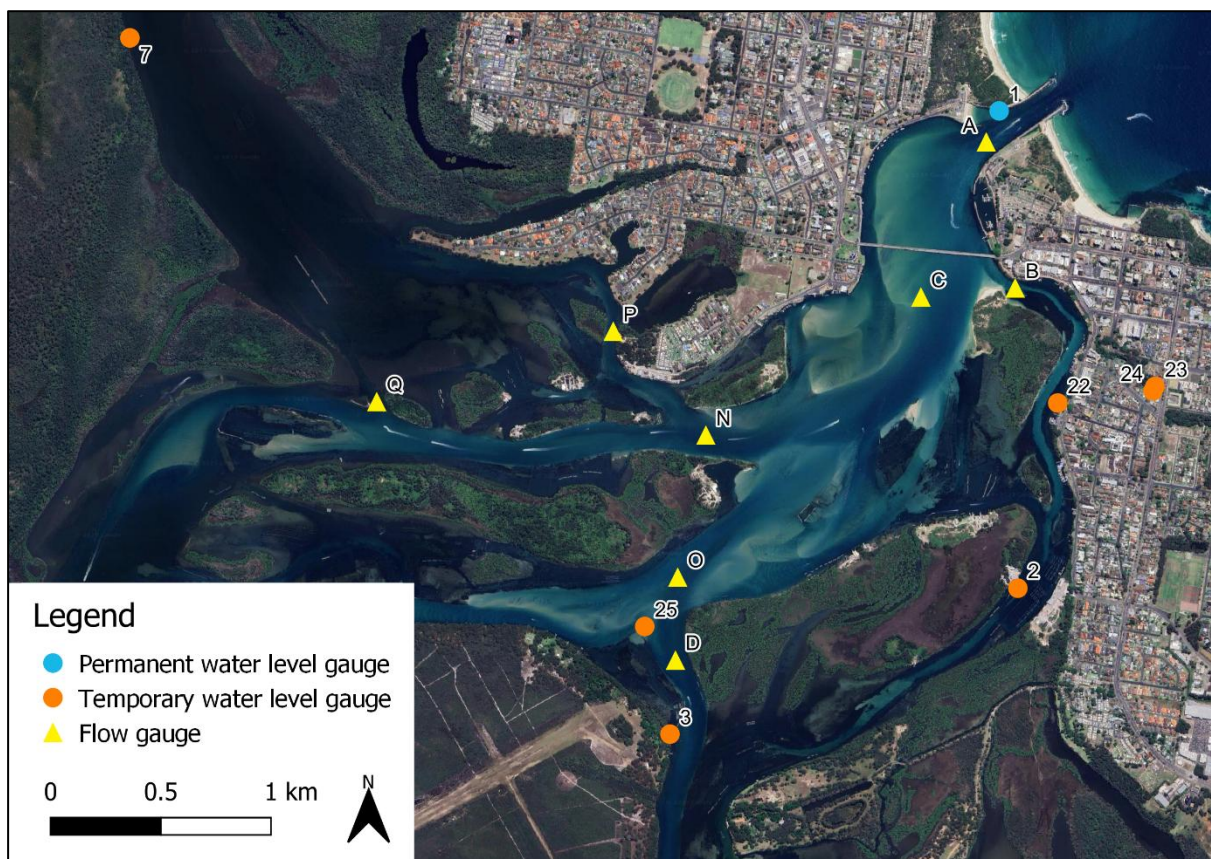 7
1
A
B
C
P
24
23
22
Q
N
2
O
25
D
3
Legend
Permanent water level gauge
Temporary water level gauge
Flow gauge
0 0.5 1 km
N